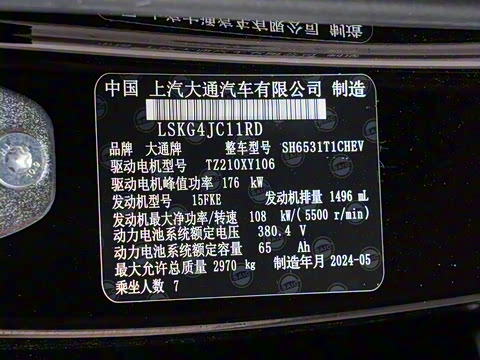 中国 上汽大通汽车有限公司 制造
LSKG4JC11RD
品牌 大通牌 整车型号 SH6531T1CHEV
驱动电机型号 TZ210XY106
驱动电机峰值功率 176 kW
发动机型号 15FKE 发动机排量 1496 mL
发动机最大净功率/转速 108 kW/( 5500 r/min)
动力电池系统额定电压 380.4 V
动力电池系统额定容量 65 Ah
最大允许总质量 2970 kg 制造年月 2024-05
乘坐人数 7